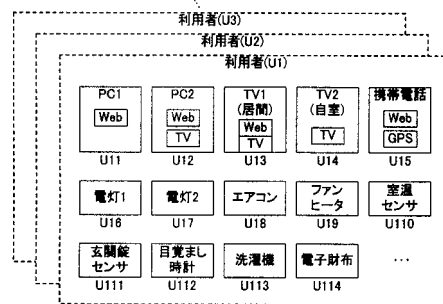 利用者(U3)
利用者(U2)
利用者(U1)
PC1
Web
U11
PC2
Web
TV
U12
TV1
(居間)
Web
TV
U13
TV2
(自室)
TV
U14
携帯電話
Web
GPS
U15
電灯1
U16
電灯2
U17
エアコン
U18
ファン
ヒータ
U19
室温
センサ
U110
玄関錠
センサ
U111
目覚まし
時計
U112
洗濯機
U113
電子財布
U114
…